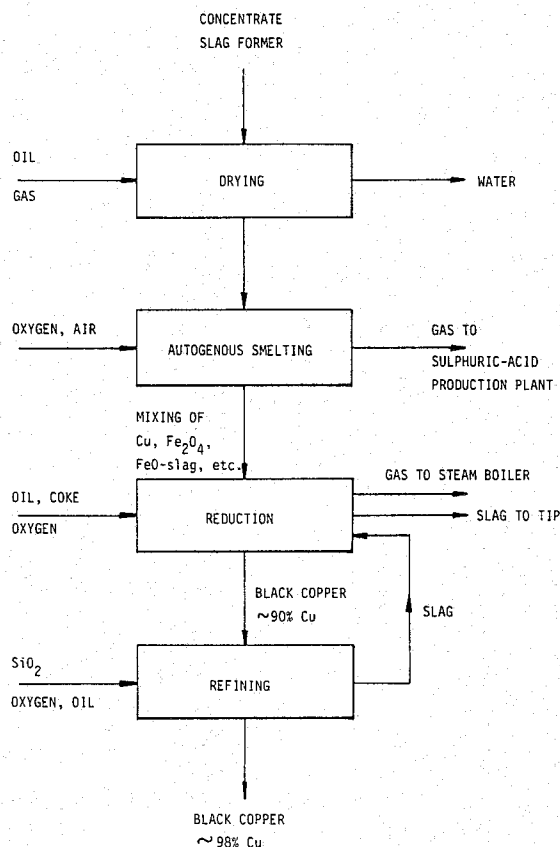 CONCENTRATE
SLAG FORMER
OIL
GAS
DRYING
WATER
OXYGEN, AIR
AUTOGENOUS SMELTING
GAS TO
SULPHURIC-ACID
PRODUCTION PLANT
MIXING OF
Cu, Fe2O4,
FeO-slag, etc.
GAS TO STEAM BOILER
OIL, COKE
OXYGEN
REDUCTION
SLAG TO TIP
BLACK COPPER
~90% Cu
SLAG
SiO2
OXYGEN, OIL
REFINING
BLACK COPPER
~98% Cu